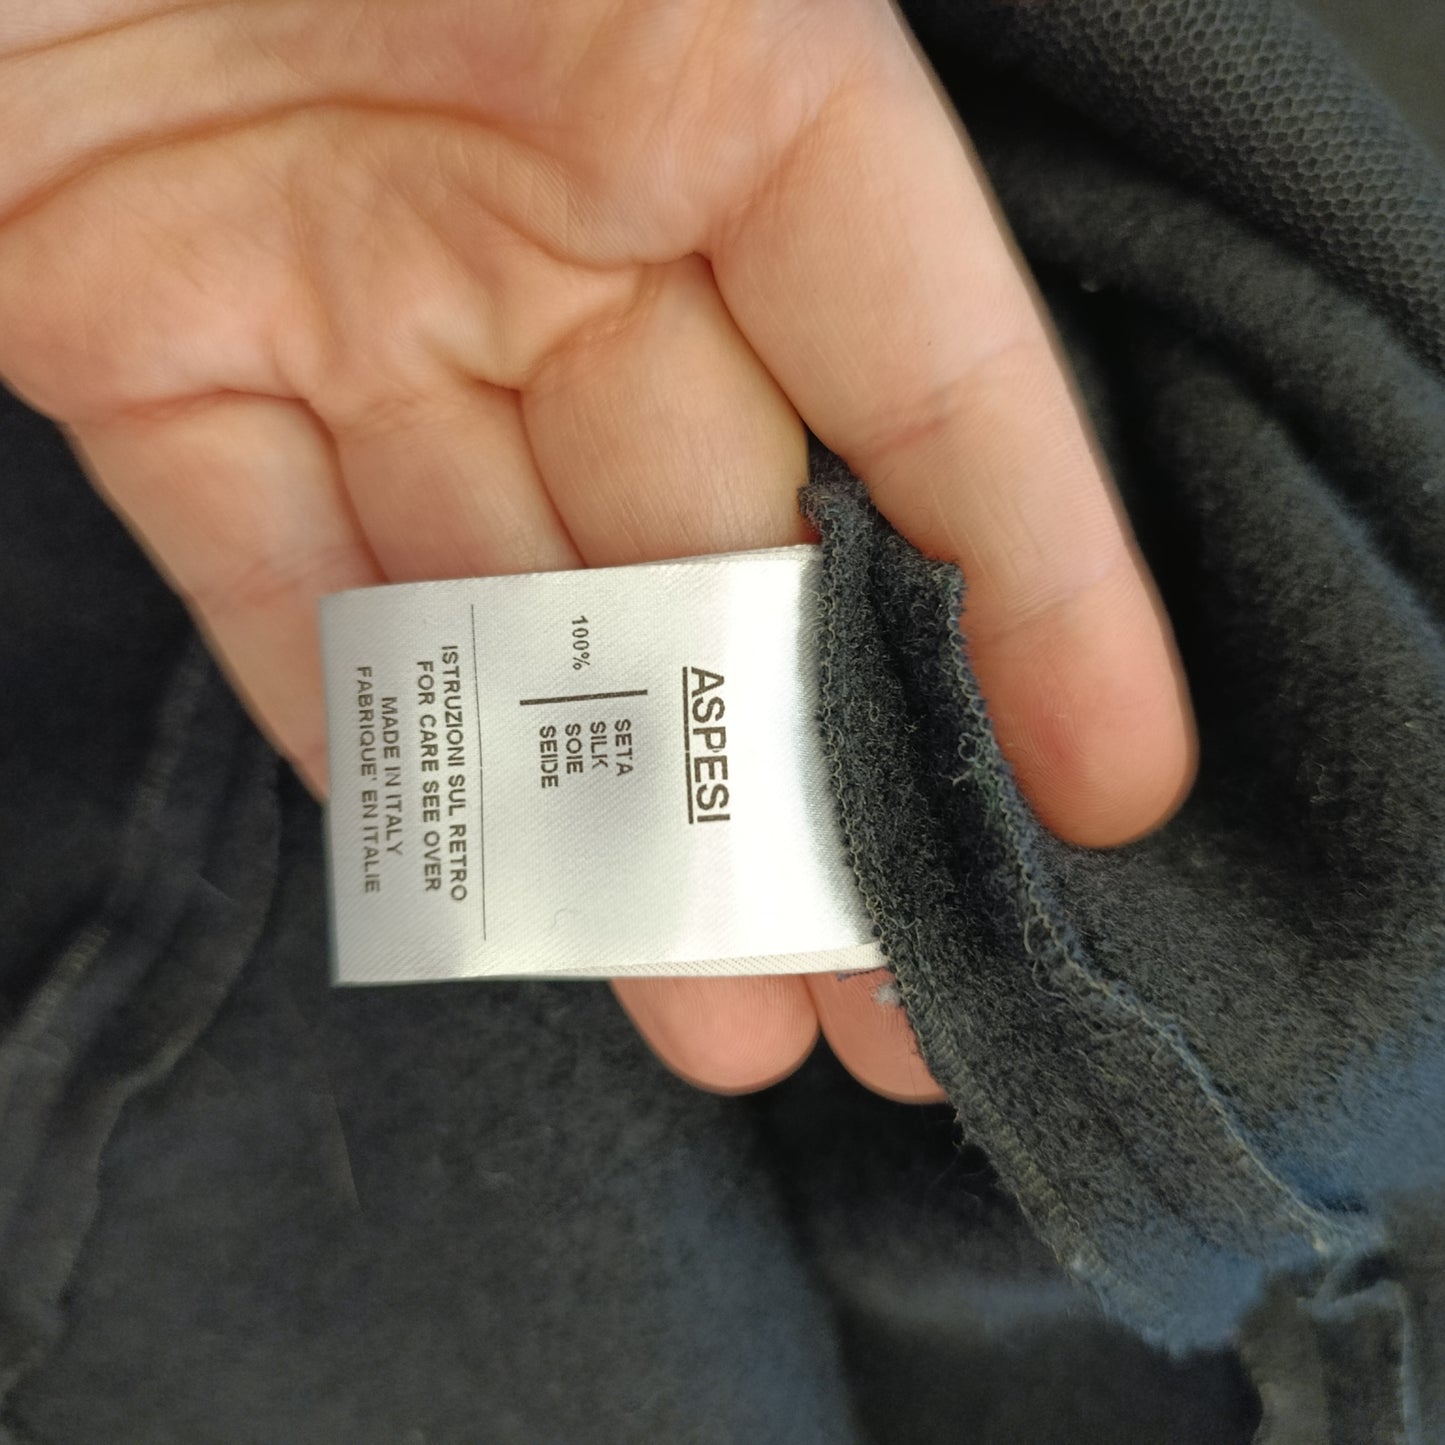 ASPESI
100% SETA
SILK
SOIE
SEIDE
ISTRUZIONI SUL RETRO
FOR CARE SEE OVER
MADE IN ITALY
FABRIQUE' EN ITALIE